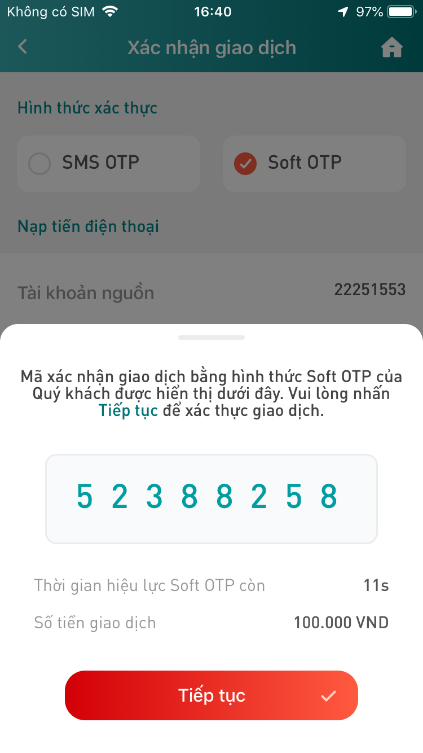 Không có SIM 16:40 97%
Xác nhận giao dịch
Hình thức xác thực
SMS OTP Soft OTP
Nạp tiền điện thoại
Tài khoản nguồn 22251553
Mã xác nhận giao dịch bằng hình thức Soft OTP của
Quý khách được hiển thị dưới đây. Vui lòng nhấn
Tiếp tục để xác thực giao dịch.
5 2 3 8 8 2 5 8
Thời gian hiệu lực Soft OTP còn 11s
Số tiền giao dịch 100.000 VND
Tiếp tục